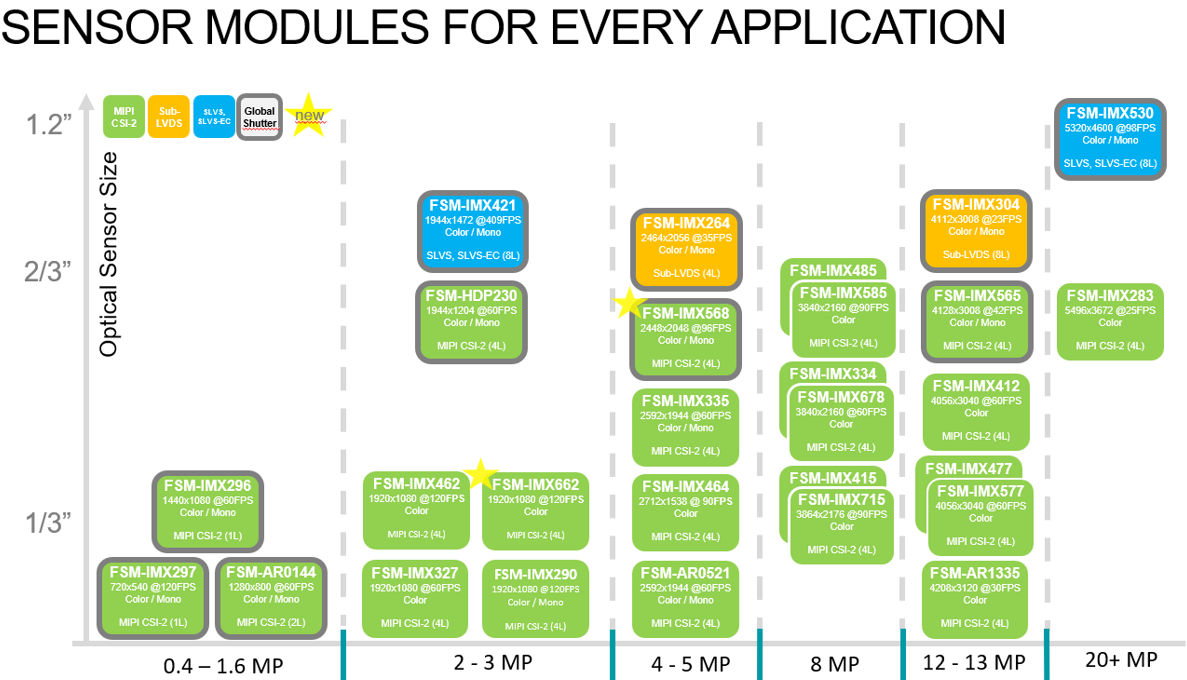 SENSOR MODULES FOR EVERY APPLICATION
1.2”
2/3”
1/3”
Optical Sensor Size
MIPI
CSI-2
Sub-
LVDS
SLVS,
SLVS-EC
Global
Shutter
new
FSM-IMX296
1440x1080 @60FPS
Color / Mono
MIPI CSI-2 (1L)
FSM-IMX297
720x540 @120FPS
Color / Mono
MIPI CSI-2 (1L)
FSM-AR0144
1280x800 @60FPS
Color / Mono
MIPI CSI-2 (2L)
FSM-IMX421
1944x1472 @409FPS
Color / Mono
SLVS, SLVS-EC (8L)
FSM-HDP230
1944x1204 @60FPS
Color / Mono
MIPI CSI-2 (4L)
FSM-IMX462
1920x1080 @120FPS
Color
MIPI CSI-2 (4L)
FSM-IMX662
1920x1080 @120FPS
Color
MIPI CSI-2 (4L)
FSM-IMX327
1920x1080 @60FPS
Color
MIPI CSI-2 (4L)
FSM-IMX290
1920x1080 @120FPS
Color / Mono
MIPI CSI-2 (4L)
FSM-IMX264
2464x2056 @35FPS
Color / Mono
Sub-LVDS (4L)
FSM-IMX568
2448x2048 @96FPS
Color / Mono
MIPI CSI-2 (4L)
FSM-IMX335
2592x1944 @60FPS
Color / Mono
MIPI CSI-2 (4L)
FSM-IMX464
2712x1538 @ 90FPS
Color
MIPI CSI-2 (4L)
FSM-AR0521
2592x1944 @60FPS
Color / Mono
MIPI CSI-2 (4L)
FSM-IMX485
FSM-IMX585
3840x2160 @90FPS
Color
MIPI CSI-2 (4L)
FSM-IMX334
FSM-IMX678
3840x2160 @60FPS
Color
MIPI CSI-2 (4L)
FSM-IMX415
FSM-IMX715
3864x2176 @90FPS
Color
MIPI CSI-2 (4L)
FSM-IMX304
4112x3008 @23FPS
Color / Mono
Sub-LVDS (8L)
FSM-IMX565
4128x3008 @42FPS
Color / Mono
MIPI CSI-2 (4L)
FSM-IMX412
4056x3040 @60FPS
Color
MIPI CSI-2 (4L)
FSM-IMX477
FSM-IMX577
4056x3040 @60FPS
Color
MIPI CSI-2 (4L)
FSM-AR1335
4208x3120 @30FPS
Color
MIPI CSI-2 (4L)
FSM-IMX530
5320x4600 @98FPS
Color / Mono
SLVS, SLVS-EC (8L)
FSM-IMX283
5496x3672 @25FPS
Color
MIPI CSI-2 (4L)
0.4 – 1.6 MP
2 - 3 MP
4 - 5 MP
8 MP
12 - 13 MP
20+ MP